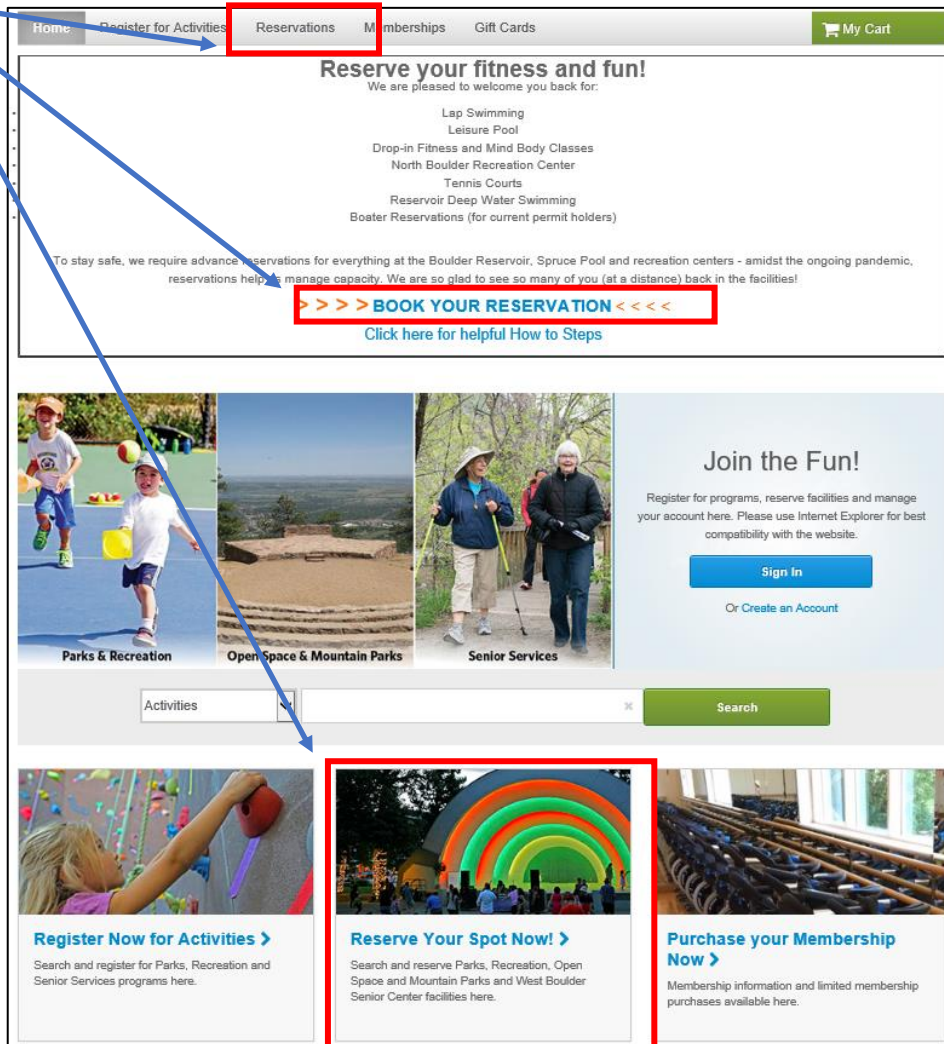 Home Register for Activities Reservations Memberships Gift Cards My Cart
Reserve your fitness and fun!
We are pleased to welcome you back for:
Lap Swimming
Leisure Pool
Drop-in Fitness and Mind Body Classes
North Boulder Recreation Center
Tennis Courts
Reservoir Deep Water Swimming
Boater Reservations (for current permit holders)
To stay safe, we require advance reservations for everything at the Boulder Reservoir, Spruce Pool and recreation centers - amidst the ongoing pandemic,
reservations help us manage capacity. We are so glad to see so many of you (at a distance) back in the facilities!
> > > > BOOK YOUR RESERVATION < < < <
Click here for helpful How to Steps
Join the Fun!
Register for programs, reserve facilities and manage
your account here. Please use Internet Explorer for best
compatibility with the website.
Sign In
Or Create an Account
Parks & Recreation Open Space & Mountain Parks Senior Services
Activities Search
Register Now for Activities >
Search and register for Parks, Recreation and
Senior Services programs here.
Reserve Your Spot Now! >
Search and reserve Parks, Recreation, Open
Space and Mountain Parks and West Boulder
Senior Center facilities here.
Purchase your Membership
Now >
Membership information and limited membership
purchases available here.